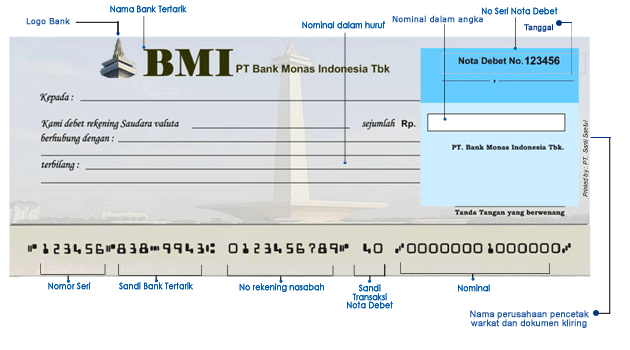 Nama Bank Tertarik
No Seri Nota Debet
Logo Bank
Nominal dalam huruf
Nominal dalam angka
Tanggal
BMI PT Bank Monas Indonesia Tbk
Nota Debet No. 123456
Kepada :
Kami debet rekening Saudara valuta sejumlah Rp.
berhubung dengan :
PT. Bank Monas Indonesia Tbk.
terbilang :
Printed by : PT. Santi Saeful
Tanda Tangan yang berwenang
⑈123456⑈838⑉9943⑆ 0123456789⑈ 40 ⑇0000001000000⑇
Nomor Seri
Sandi Bank Tertarik
No rekening nasabah
Sandi
Transaksi
Nota Debet
Nominal
Nama perusahaan pencetak
warkat dan dokumen kliring